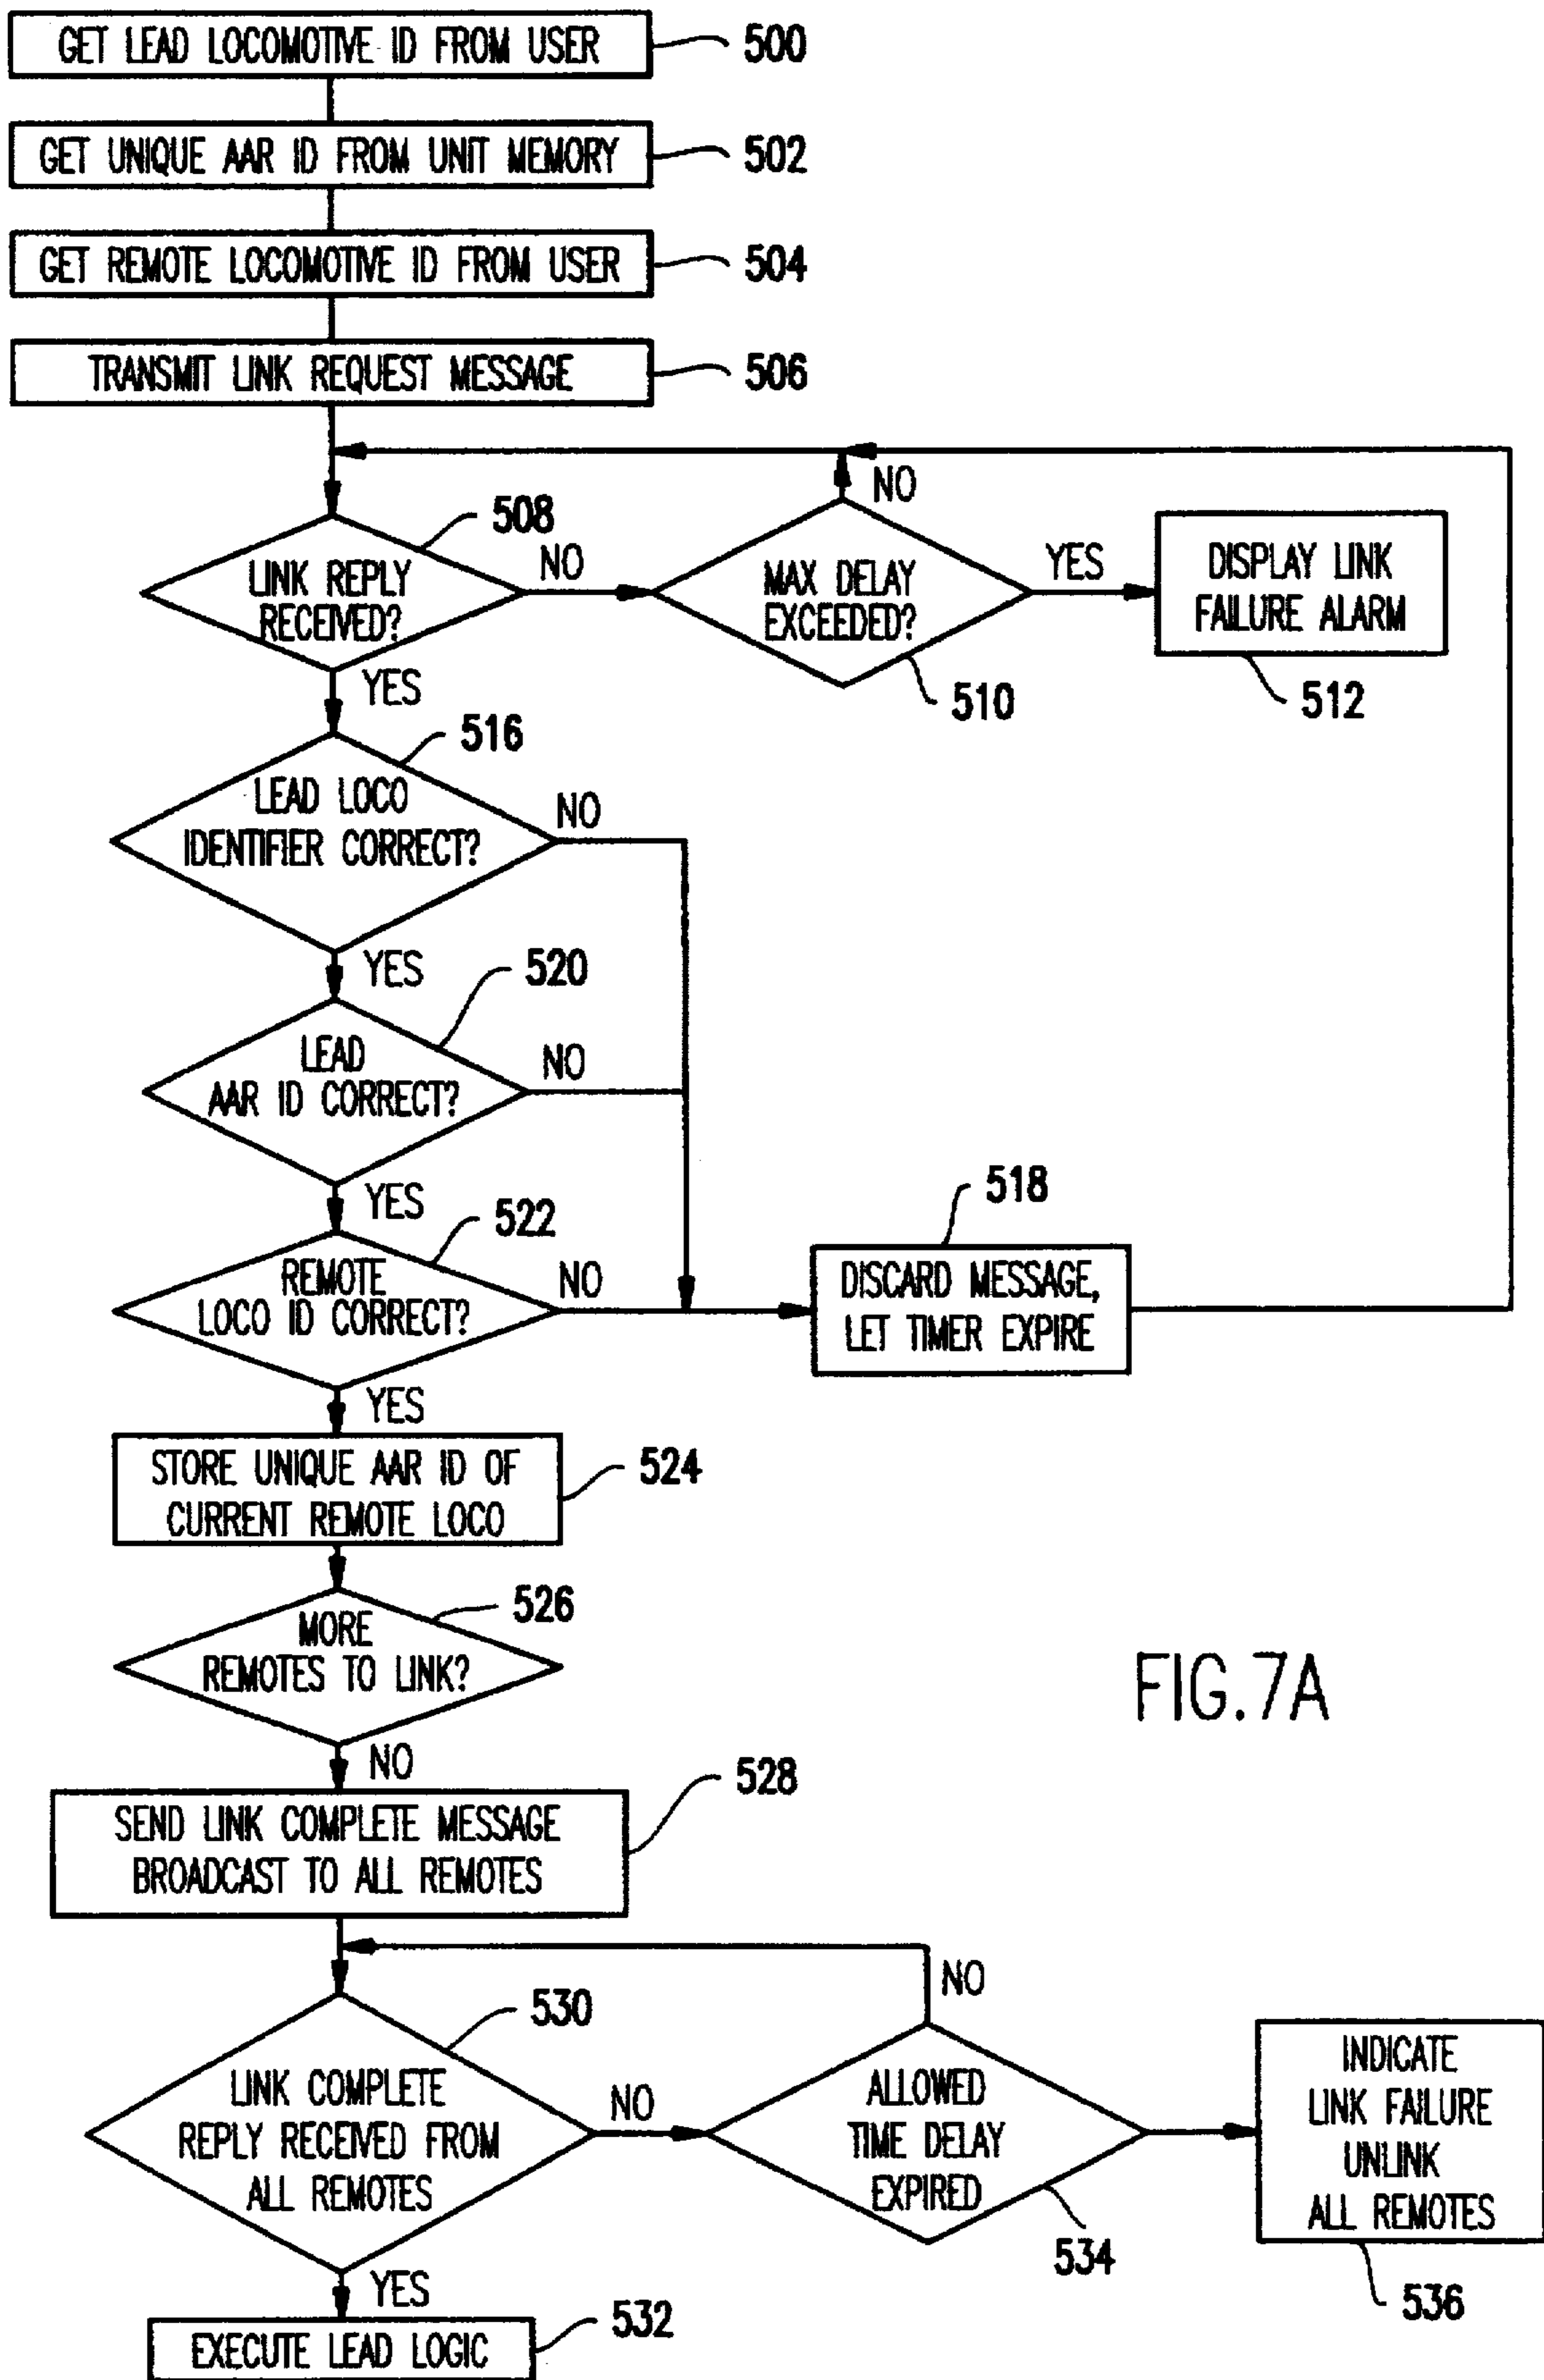 GET LEAD LOCOMOTIVE ID FROM USER
500
GET UNIQUE AAR ID FROM UNIT MEMORY
502
GET REMOTE LOCOMOTIVE ID FROM USER
504
TRANSMIT LINK REQUEST MESSAGE
506
NO
508
LINK REPLY
RECEIVED?
NO
MAX DELAY
EXCEEDED?
YES
DISPLAY LINK
FAILURE ALARM
510
512
YES
516
LEAD LOCO
IDENTIFIER CORRECT?
NO
YES
520
LEAD
AAR ID CORRECT?
NO
YES
522
REMOTE
LOCO ID CORRECT?
NO
518
DISCARD MESSAGE,
LET TIMER EXPIRE
YES
STORE UNIQUE AAR ID OF
CURRENT REMOTE LOCO
524
MORE
REMOTES TO LINK?
526
FIG.7A
NO
SEND LINK COMPLETE MESSAGE
BROADCAST TO ALL REMOTES
528
NO
530
LINK COMPLETE
REPLY RECEIVED FROM
ALL REMOTES
NO
ALLOWED
TIME DELAY
EXPIRED
534
INDICATE
LINK FAILURE
UNLINK
ALL REMOTES
536
YES
EXECUTE LEAD LOGIC
532